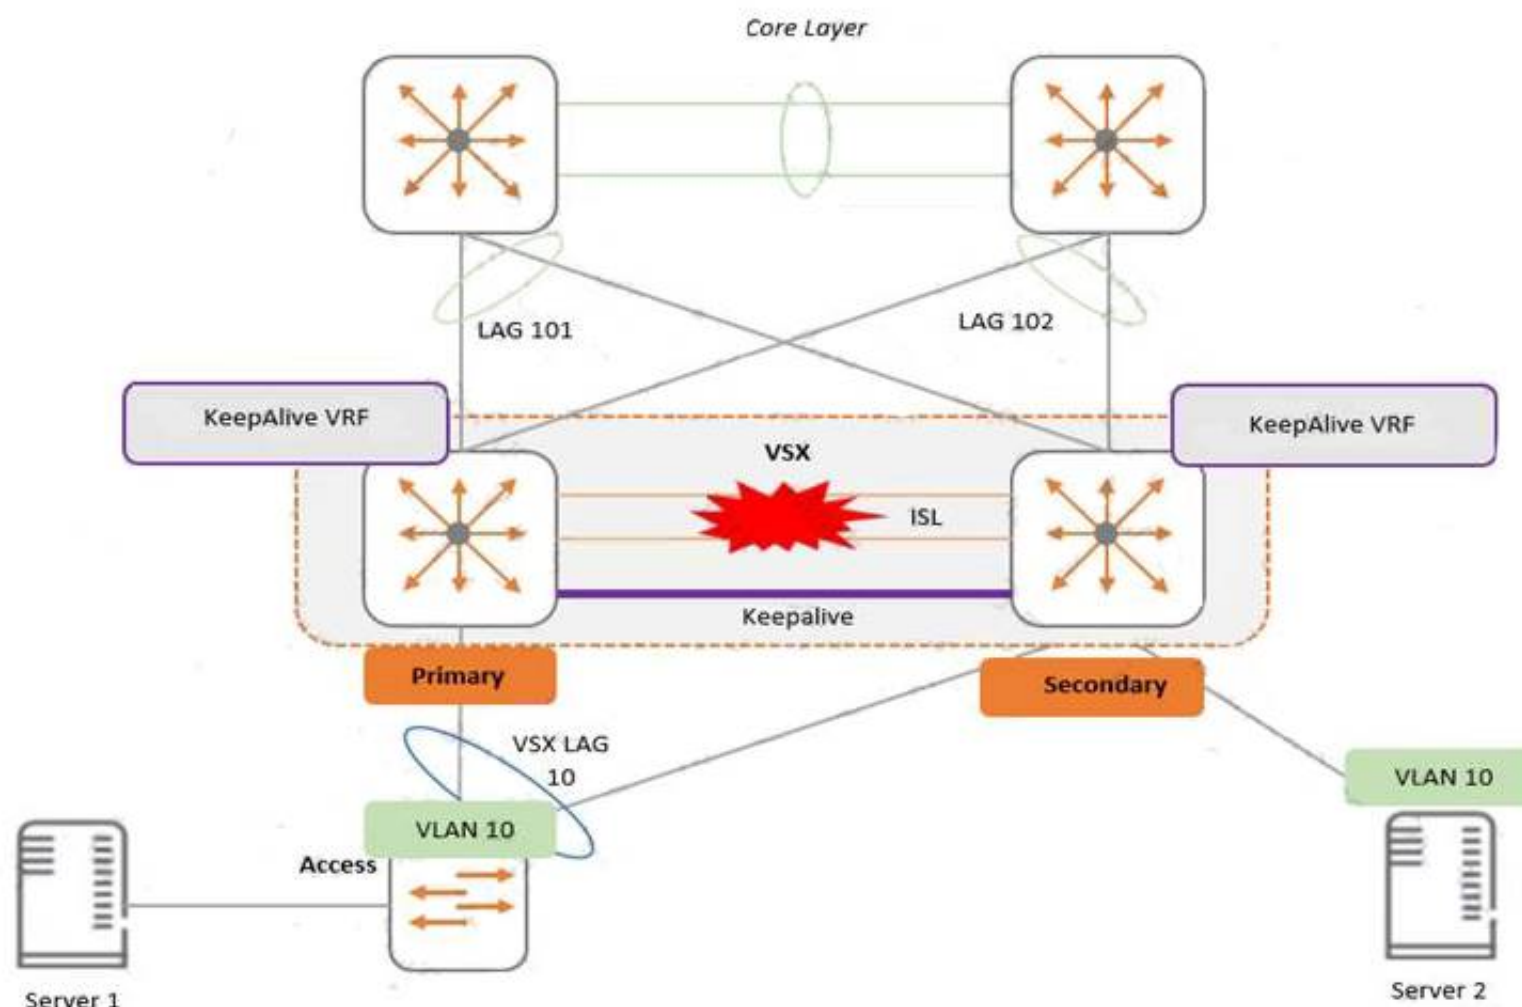 Core Layer
LAG 101
LAG 102
KeepAlive VRF
KeepAlive VRF
VSX
ISL
Keepalive
Primary
Secondary
VSX LAG
10
VLAN 10
VLAN 10
Access
Server 1
Server 2